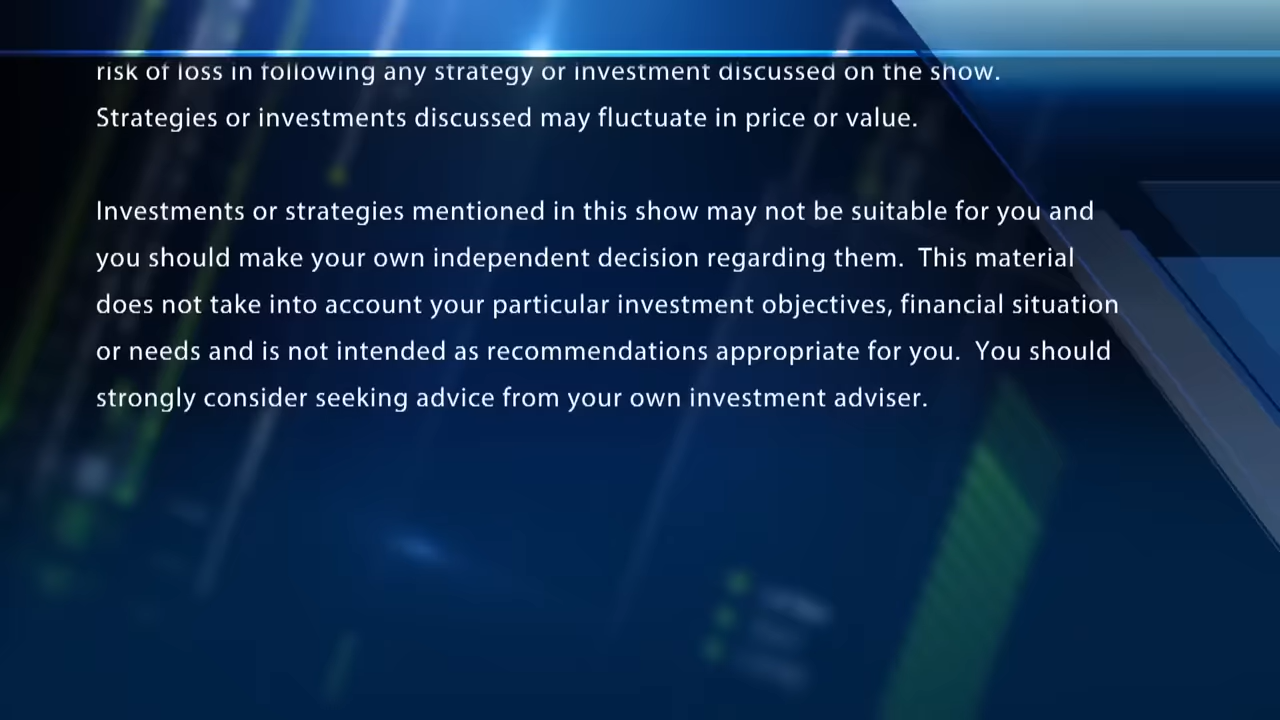 risk of loss in following any strategy or investment discussed on the show.
Strategies or investments discussed may fluctuate in price or value.
Investments or strategies mentioned in this show may not be suitable for you and
you should make your own independent decision regarding them.  This material
does not take into account your particular investment objectives, financial situation
or needs and is not intended as recommendations appropriate for you.  You should
strongly consider seeking advice from your own investment adviser.